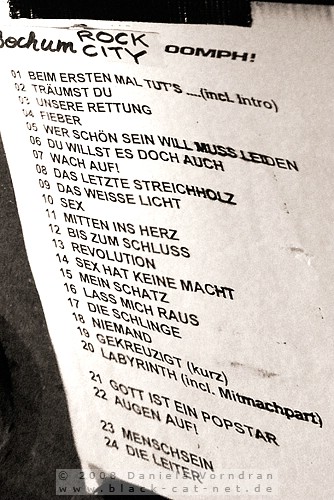 Bochum ROCK CITY OOMPH!
01 BEIM ERSTEN MAL TUT'S ....(incl. Intro)
02 TRÄUMST DU
03 UNSERE RETTUNG
04 FIEBER
05 WER SCHÖN SEIN WILL MUSS LEIDEN
06 DU WILLST ES DOCH AUCH
07 WACH AUF!
08 DAS LETZTE STREICHHOLZ
09 DAS WEISSE LICHT
10 SEX
11 MITTEN INS HERZ
12 BIS ZUM SCHLUSS
13 REVOLUTION
14 SEX HAT KEINE MACHT
15 MEIN SCHATZ
16 LASS MICH RAUS
17 DIE SCHLINGE
18 NIEMAND
19 GEKREUZIGT (kurz)
20 LABYRINTH (incl. Mitmachpart)
21 GOTT IST EIN POPSTAR
22 AUGEN AUF!
23 MENSCHSEIN
24 DIE LEITER
© 2008 Daniela Vorndran
www.black-cat-net.de